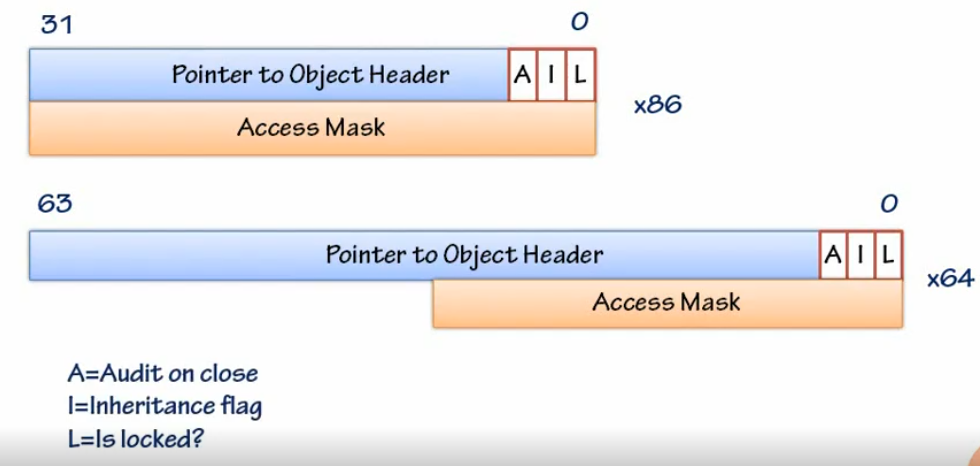 31 0
Pointer to Object Header A I L
x86
Access Mask
63 0
Pointer to Object Header A I L
x64
Access Mask
A=Audit on close
I=Inheritance flag
L=Is locked?